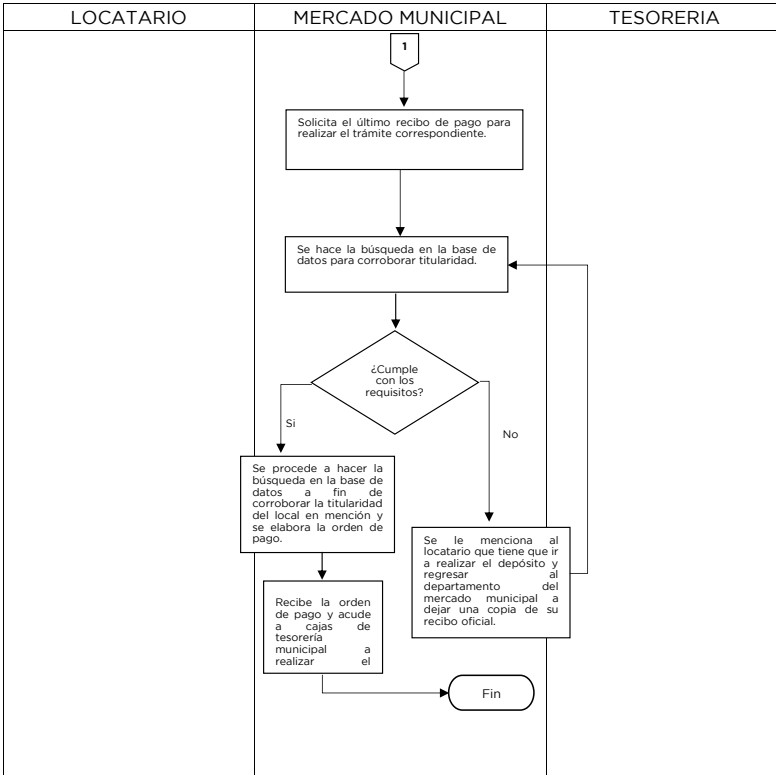 LOCATARIO
MERCADO MUNICIPAL
TESORERIA
1
Solicita el último recibo de pago para
realizar el trámite correspondiente.
Se hace la búsqueda en la base de
datos para corroborar titularidad.
¿Cumple
con los
requisitos?
Si
No
Se procede a hacer la
búsqueda en la base de
datos a fin de
corroborar la titularidad
del local en mención y
se elabora la orden de
pago.
Se le menciona al
locatario que tiene que ir
a realizar el depósito y
regresar al
departamento del
mercado municipal a
dejar una copia de su
recibo oficial.
Recibe la orden
de pago y acude
a cajas de
tesorería
municipal a
realizar el
Fin